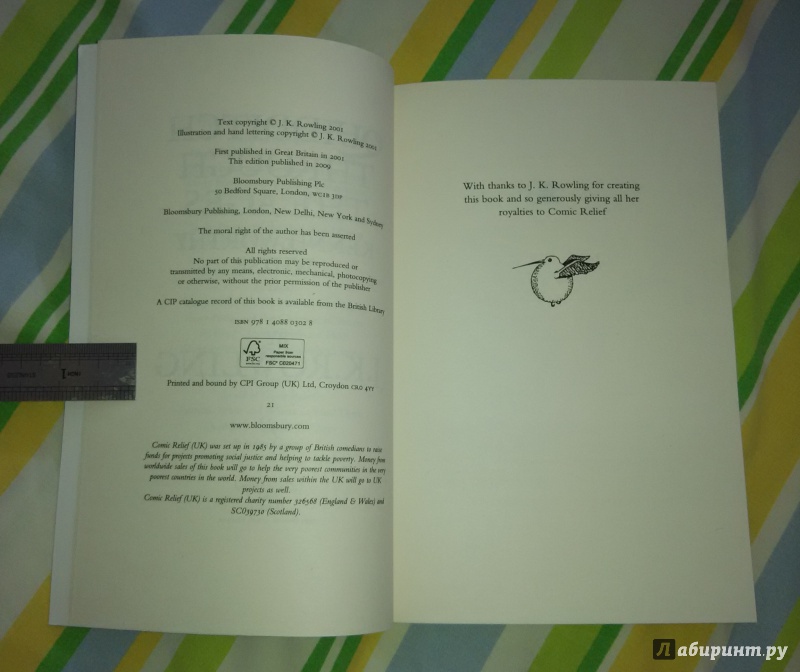 Text copyright © J. K. Rowling 2001
Illustration and hand lettering copyright © J. K. Rowling 2001
First published in Great Britain in 2001
This edition published in 2009
Bloomsbury Publishing Plc
50 Bedford Square, London, WC1B 3DP
Bloomsbury Publishing, London, New Delhi, New York and Sydney
The moral right of the author has been asserted
All rights reserved
No part of this publication may be reproduced or
transmitted by any means, electronic, mechanical, photocopying
or otherwise, without the prior permission of the publisher
A CIP catalogue record of this book is available from the British Library
ISBN 978 1 4088 0302 8
FSC
MIX
Paper from
responsible sources
FSC® C020471
Printed and bound by CPI Group (UK) Ltd, Croydon CR0 4YY
21
www.bloomsbury.com
Comic Relief (UK) was set up in 1985 by a group of British comedians to raise
funds for projects promoting social justice and helping to tackle poverty. Money from
worldwide sales of this book will go to help the very poorest communities in the very
poorest countries in the world. Money from sales within the UK will go to UK
projects as well.
Comic Relief (UK) is a registered charity number 326568 (England & Wales) and
SC039730 (Scotland).
With thanks to J. K. Rowling for creating
this book and so generously giving all her
royalties to Comic Relief
Лабиринт.ру